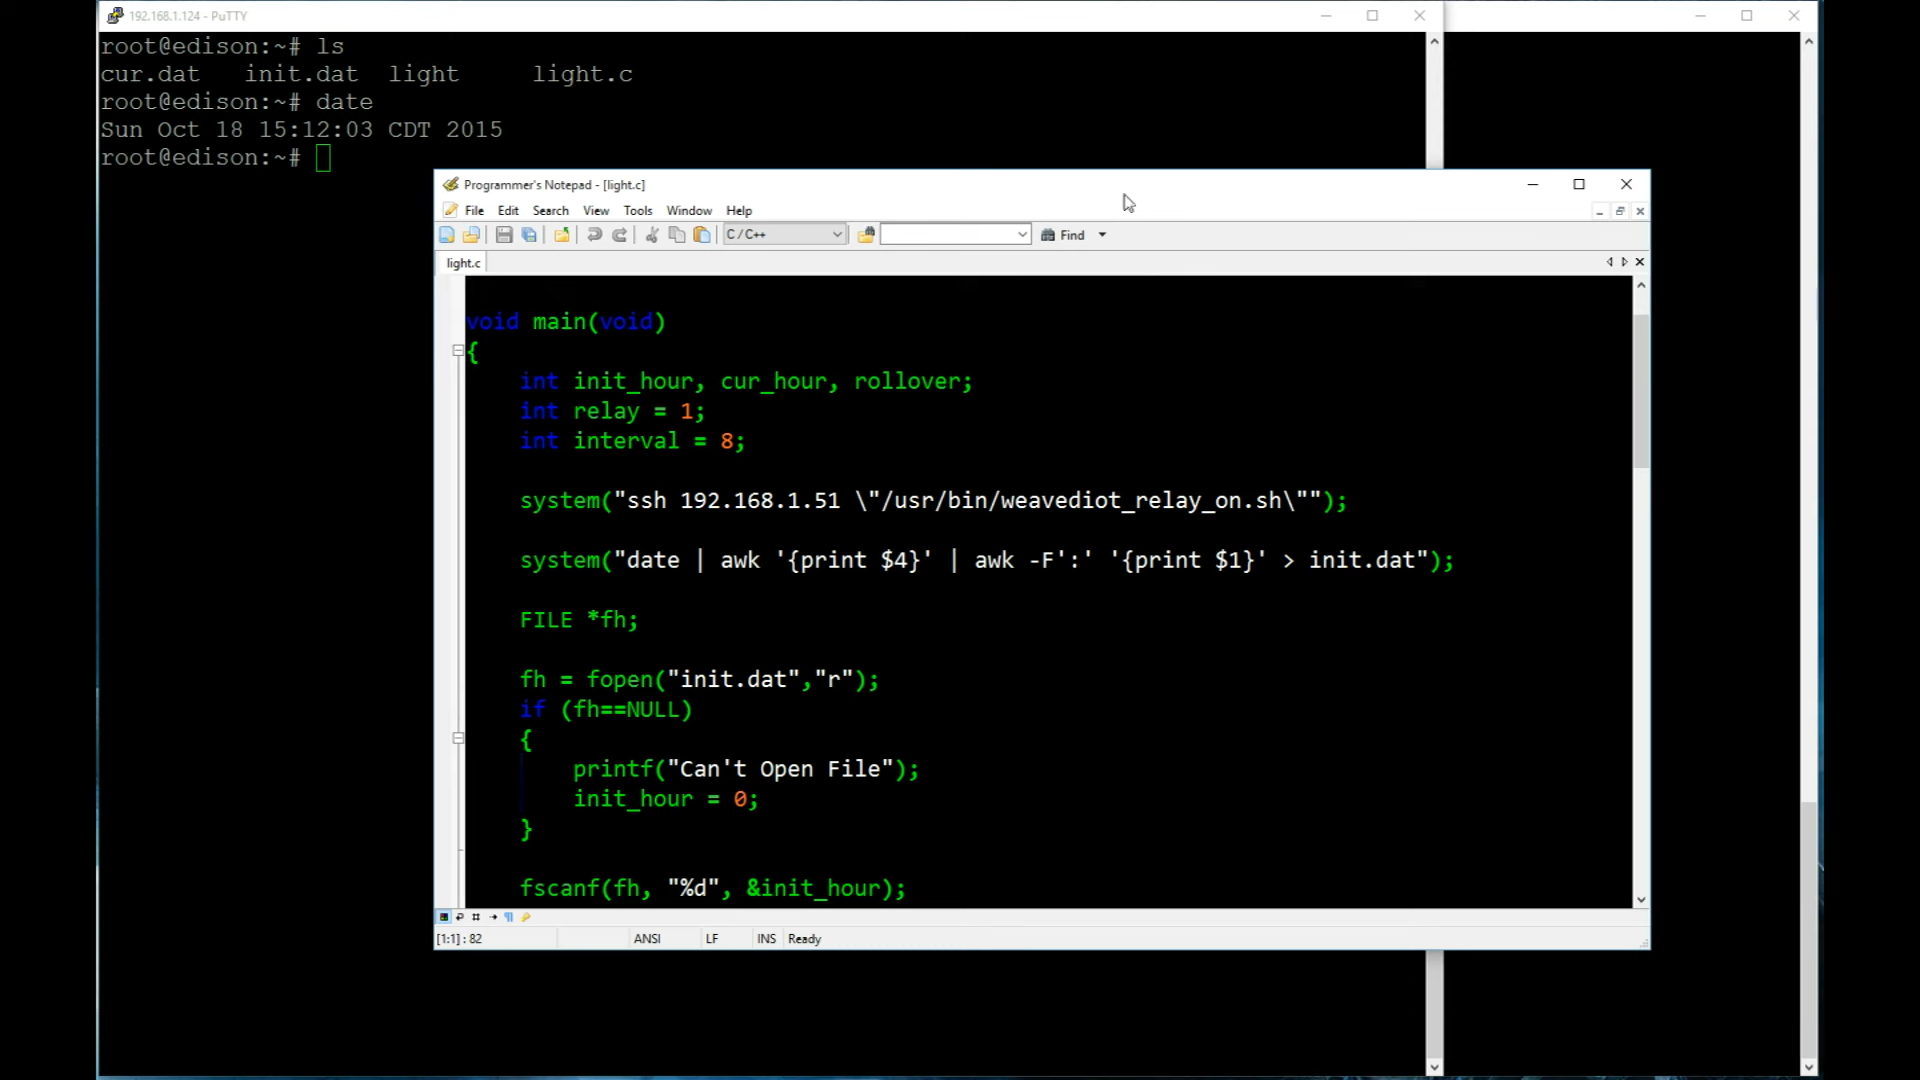 192.168.1.124 - PuTTY
root@edison:~# ls
cur.dat init.dat light light.c
root@edison:~# date
Sun Oct 18 15:12:03 CDT 2015
root@edison:~#
Programmer's Notepad - [light.c]
File Edit Search View Tools Window Help
C / C++ Find
light.c
void main(void)
{
int init_hour, cur_hour, rollover;
int relay = 1;
int interval = 8;
system("ssh 192.168.1.51 \"/usr/bin/weavediot_relay_on.sh\"");
system("date | awk '{print $4}' | awk -F':' '{print $1}' > init.dat");
FILE *fh;
fh = fopen("init.dat","r");
if (fh==NULL)
{
printf("Can't Open File");
init_hour = 0;
}
fscanf(fh, "%d", &init_hour);
[1:1] : 82 ANSI LF INS Ready